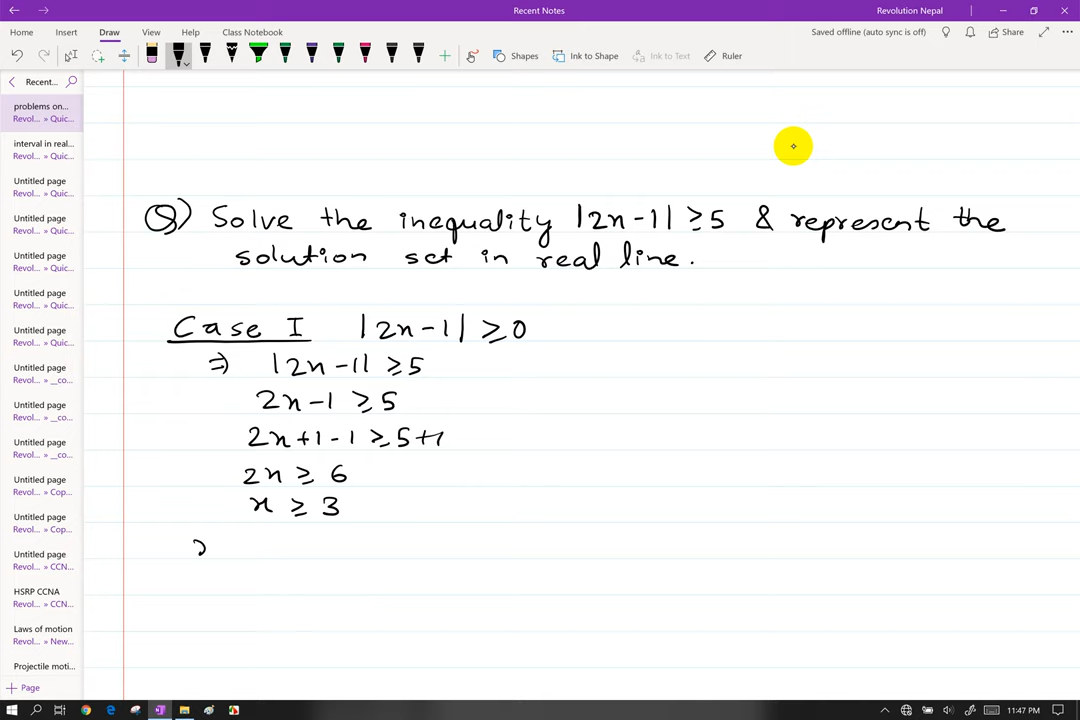 Recent Notes
Revolution Nepal
Home Insert Draw View Help Class Notebook
Saved offline (auto sync is off)
Share
Shapes
Ink to Shape
Ink to Text
Ruler
Recent...
problems on...
Revol... » Quic...
interval in real...
Revol... » Quic...
Untitled page
Revol... » Quic...
Untitled page
Revol... » Quic...
Untitled page
Revol... » Quic...
Untitled page
Revol... » Quic...
Untitled page
Revol... » Quic...
Untitled page
Revol... » __co...
Untitled page
Revol... » __co...
Untitled page
Revol... » Cop...
Untitled page
Revol... » Cop...
Untitled page
Revol... » CCN...
HSRP CCNA
Revol... » CCN...
Laws of motion
Revol... » New...
Projectile moti...
+ Page
Q) Solve the inequality |2x-1| ≥ 5 & represent the
solution set in real line.
Case I |2x-1| ≥ 0
⇒ |2x-1| ≥ 5
2x-1 ≥ 5
2x+1-1 ≥ 5+1
2x ≥ 6
x ≥ 3
11:47 PM